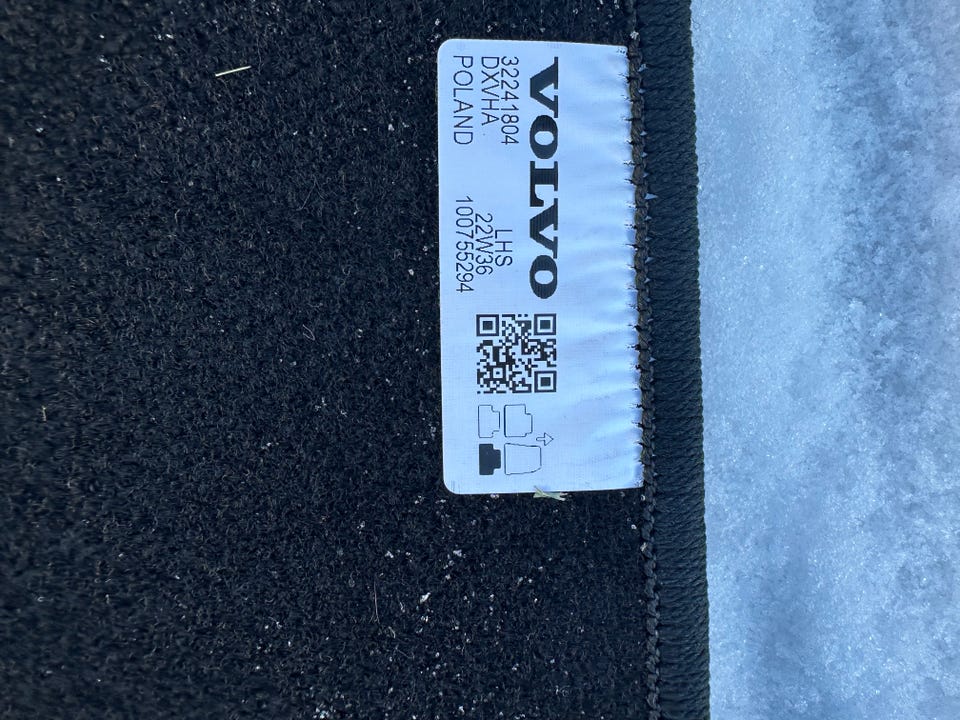 VOLVO
32241804 LHS
DXVHA 22W36
POLAND 100755294